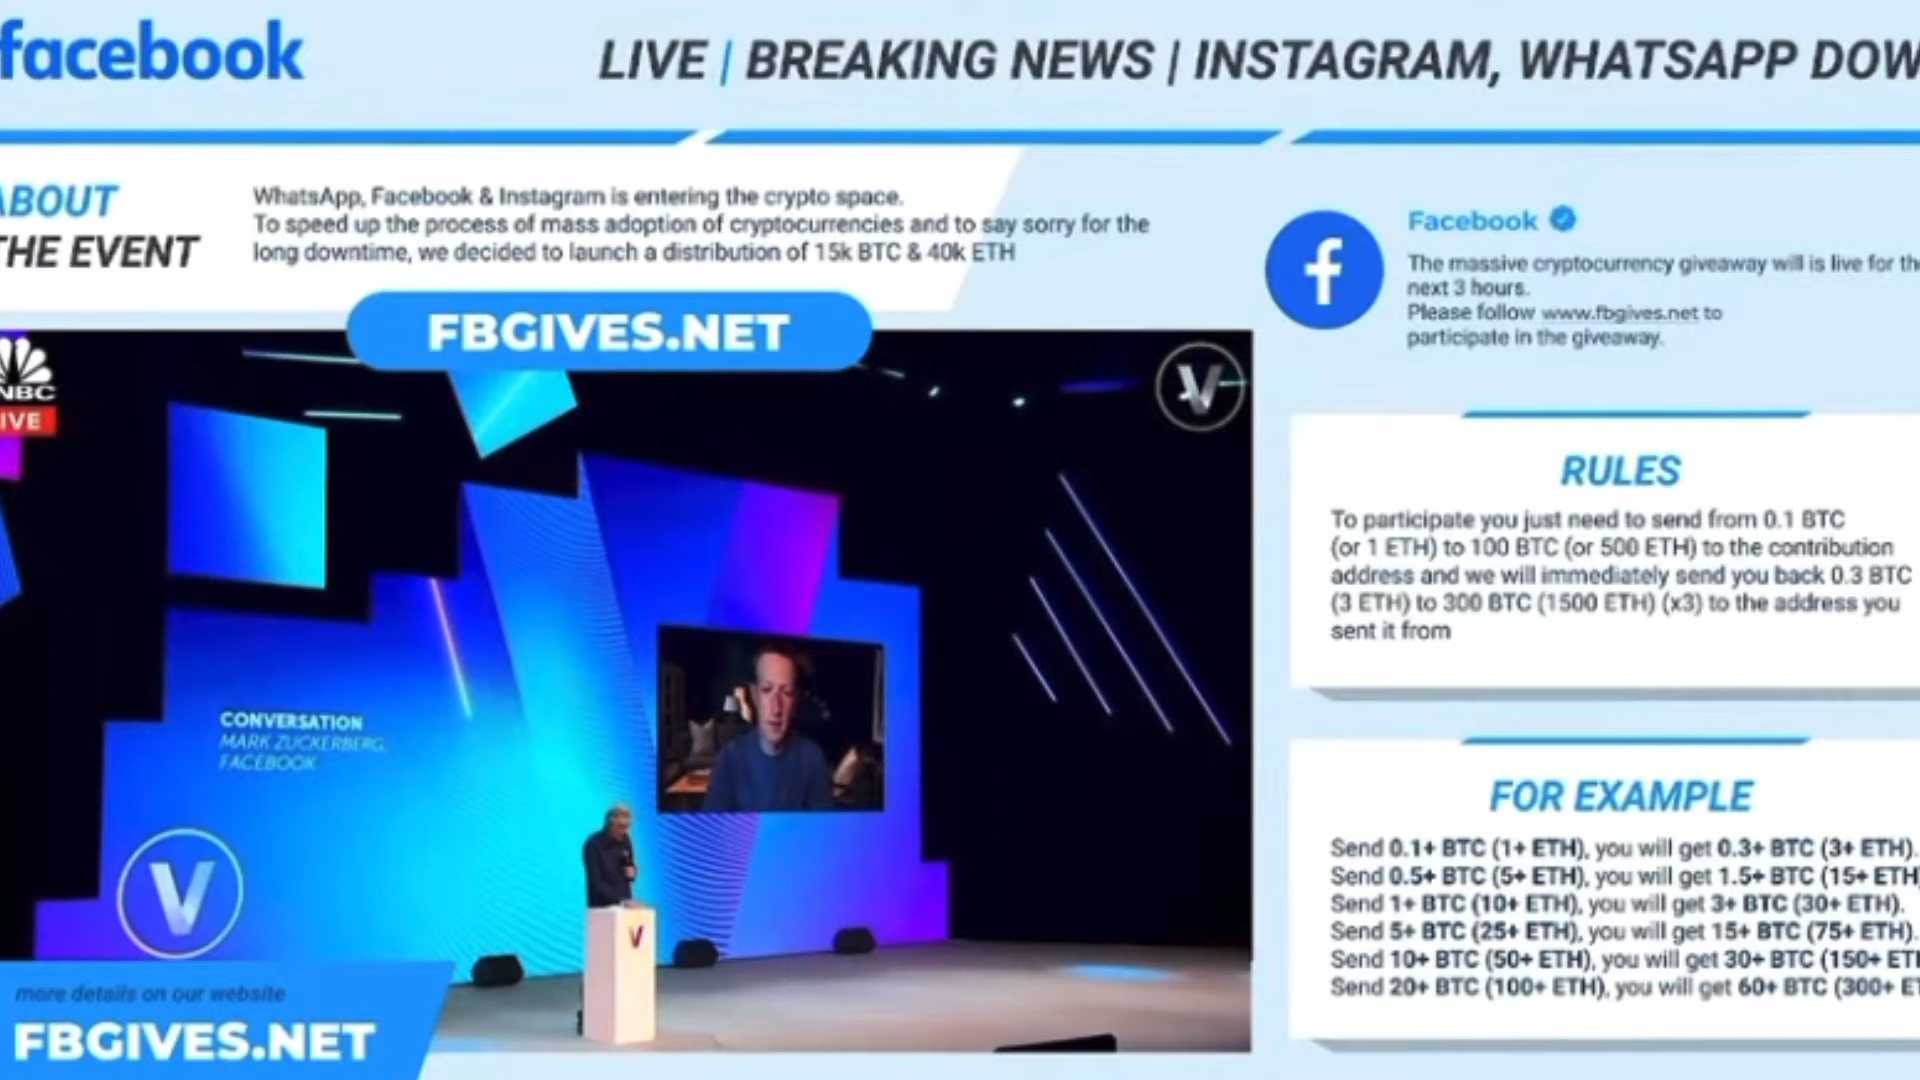 facebook
LIVE | BREAKING NEWS | INSTAGRAM, WHATSAPP DOW
ABOUT
THE EVENT
WhatsApp, Facebook & Instagram is entering the crypto space.
To speed up the process of mass adoption of cryptocurrencies and to say sorry for the
long downtime, we decided to launch a distribution of 15k BTC & 40k ETH
FBGIVES.NET
Facebook
The massive cryptocurrency giveaway will is live for the
next 3 hours.
Please follow www.fbgives.net to
participate in the giveaway.
NBC
IVE
V
CONVERSATION
MARK ZUCKERBERG,
FACEBOOK
V
V
more details on our website
FBGIVES.NET
RULES
To participate you just need to send from 0.1 BTC
(or 1 ETH) to 100 BTC (or 500 ETH) to the contribution
address and we will immediately send you back 0.3 BTC
(3 ETH) to 300 BTC (1500 ETH) (x3) to the address you
sent it from
FOR EXAMPLE
Send 0.1+ BTC (1+ ETH), you will get 0.3+ BTC (3+ ETH).
Send 0.5+ BTC (5+ ETH), you will get 1.5+ BTC (15+ ETH)
Send 1+ BTC (10+ ETH), you will get 3+ BTC (30+ ETH).
Send 5+ BTC (25+ ETH), you will get 15+ BTC (75+ ETH).
Send 10+ BTC (50+ ETH), you will get 30+ BTC (150+ ET
Send 20+ BTC (100+ ETH), you will get 60+ BTC (300+ E